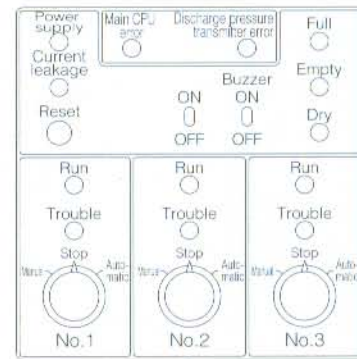 Power
supply
Current
leakage
Reset
Main CPU
error
Discharge pressure
transmitter error
Buzzer
ON
OFF
ON
OFF
Full
Empty
Dry
Run
Trouble
Stop
Manual
Auto-
matic
No.1
Run
Trouble
Stop
Manual
Auto-
matic
No.2
Run
Trouble
Stop
Manual
Auto-
matic
No.3